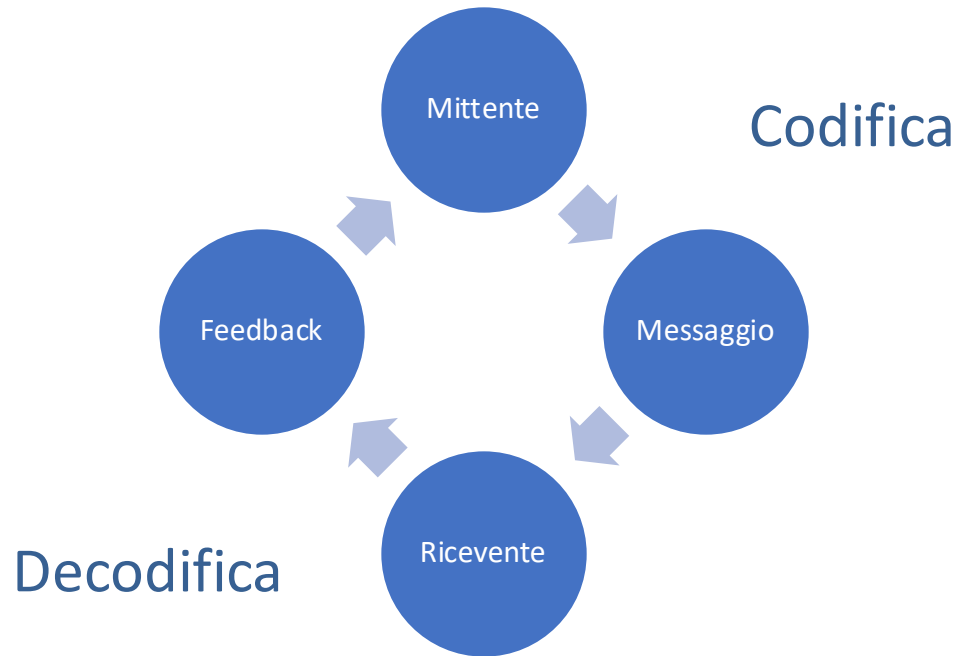 Mittente
Codifica
Feedback
Messaggio
Ricevente
Decodifica